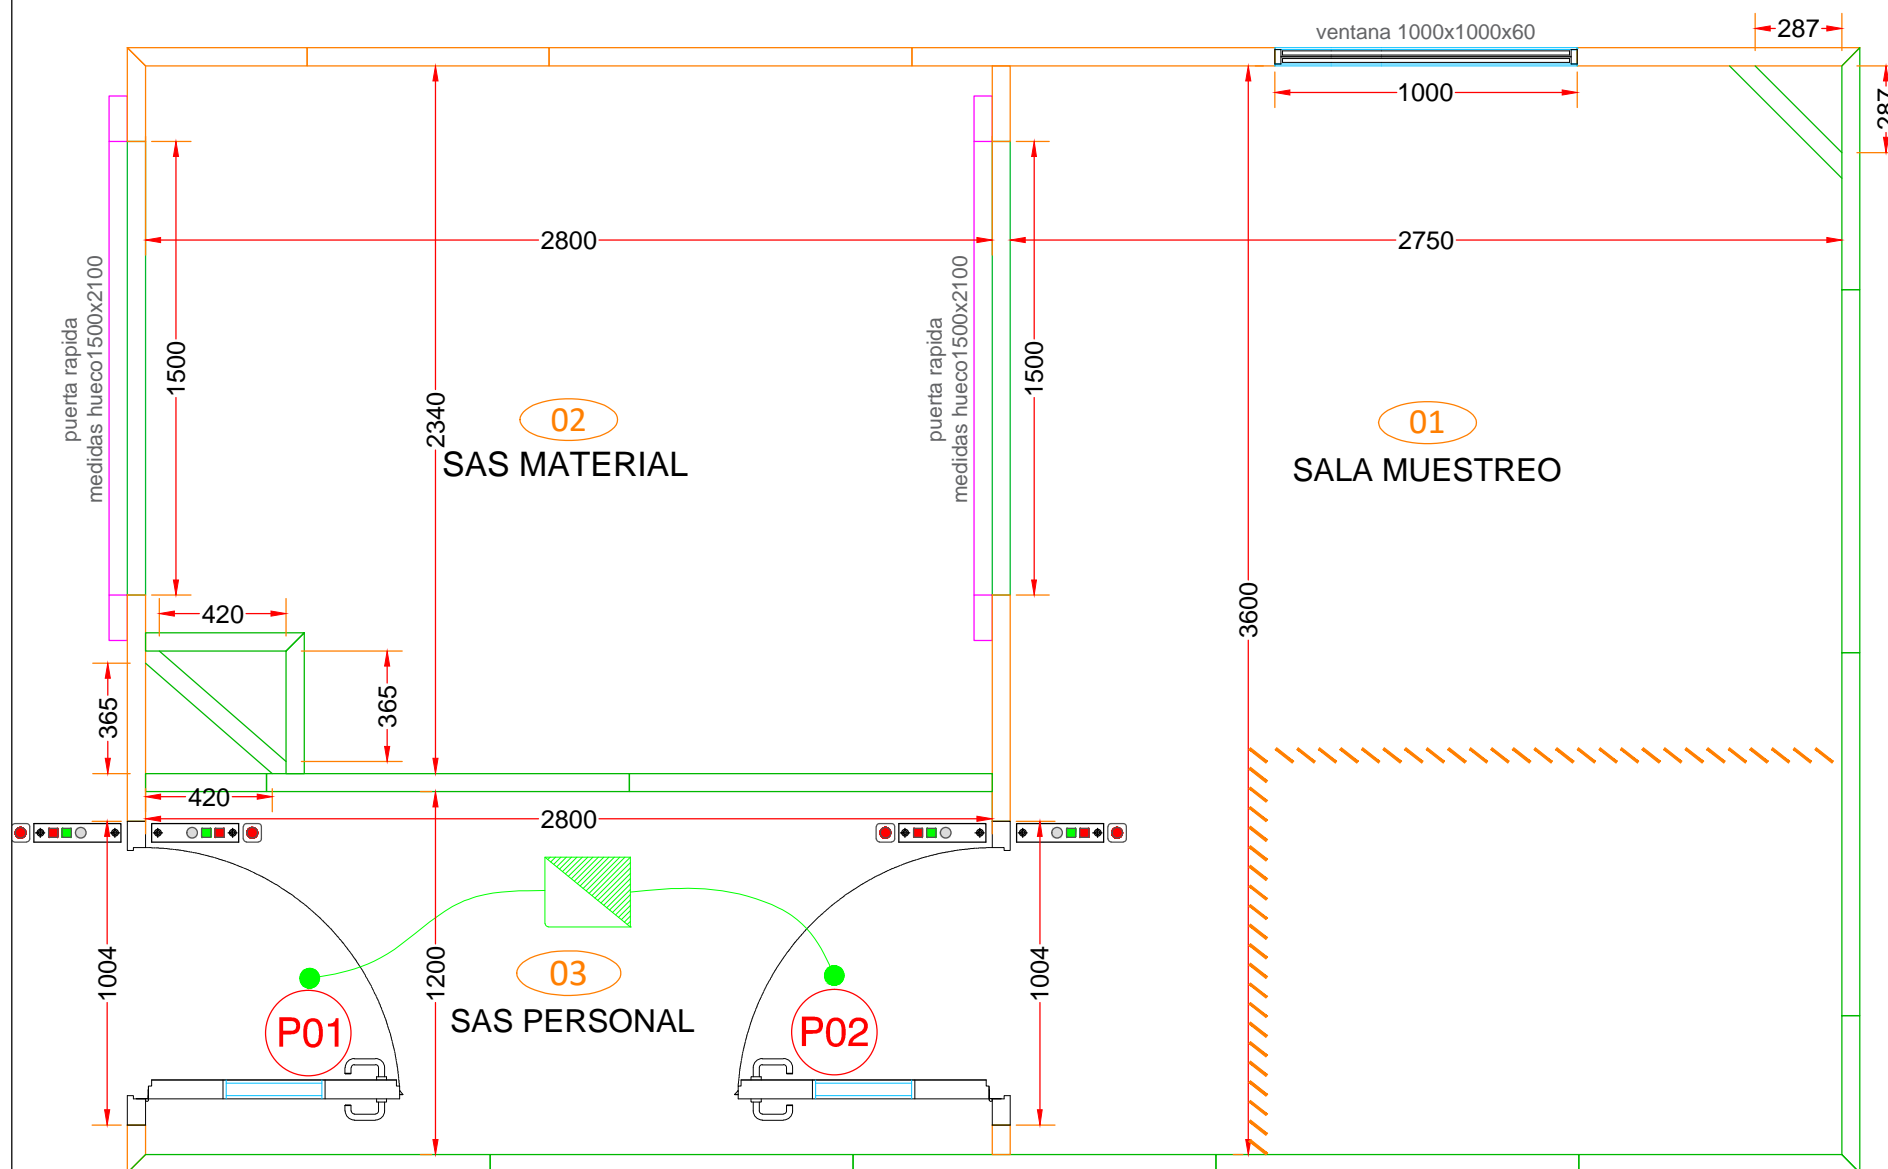 ventana 1000x1000x60
287
287
1000
2800
2750
puerta rapida
medidas hueco1500x2100
1500
2340
puerta rapida
medidas hueco1500x2100
1500
02
SAS MATERIAL
01
SALA MUESTREO
3600
420
365
365
420
2800
1004
1200
03
SAS PERSONAL
P01
P02
1004